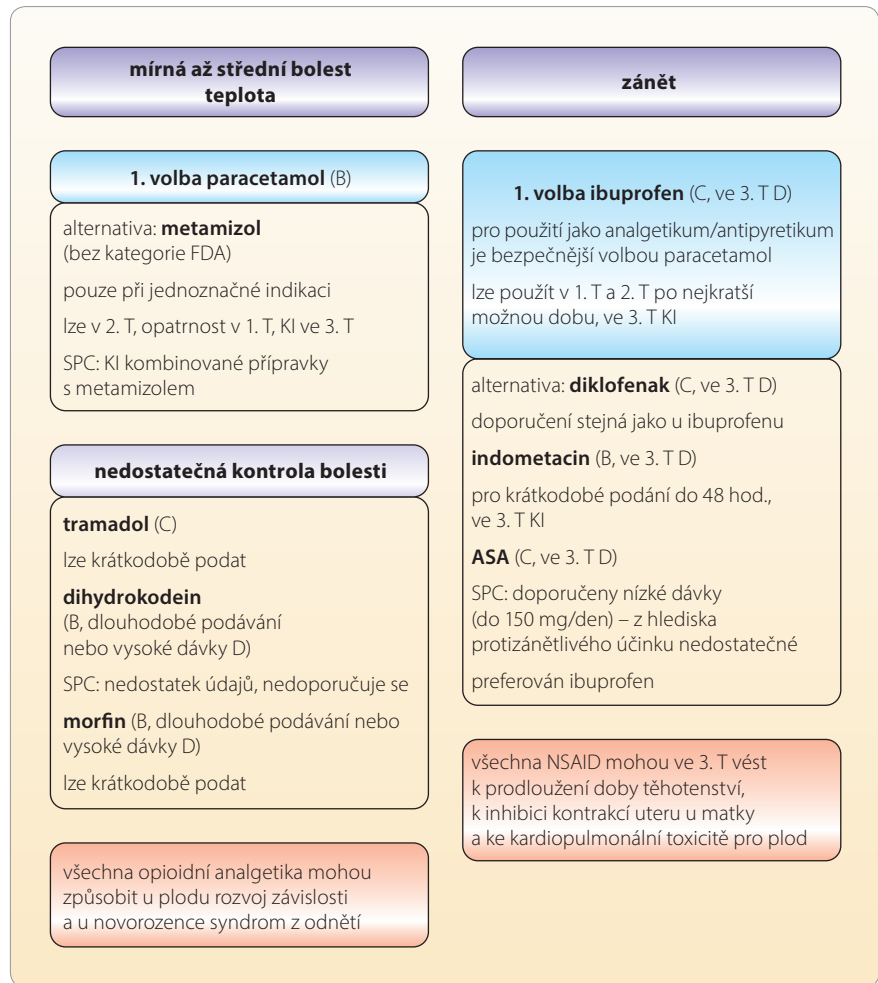 mírná až střední bolest
teplota
1. volba paracetamol (B)
alternativa: metamizol
(bez kategorie FDA)
pouze při jednoznačné indikaci
lze v 2. T, opatrnost v 1. T, KI ve 3. T
SPC: KI kombinované přípravky
s metamizolem
nedostatečná kontrola bolesti
tramadol (C)
lze krátkodobě podat
dihydrokodein
(B, dlouhodobé podávání
nebo vysoké dávky D)
SPC: nedostatek údajů, nedoporučuje se
morfin (B, dlouhodobé podávání nebo
vysoké dávky D)
lze krátkodobě podat
všechna opioidní analgetika mohou
způsobit u plodu rozvoj závislosti
a u novorozence syndrom z odnětí
zánět
1. volba ibuprofen (C, ve 3. T D)
pro použití jako analgetikum/antipyretikum
je bezpečnější volbou paracetamol
lze použít v 1. T a 2. T po nejkratší
možnou dobu, ve 3. T KI
alternativa: diklofenak (C, ve 3. T D)
doporučení stejná jako u ibuprofenu
indometacin (B, ve 3. T D)
pro krátkodobé podání do 48 hod.,
ve 3. T KI
ASA (C, ve 3. T D)
SPC: doporučeny nízké dávky
(do 150 mg/den) – z hlediska
protizánětlivého účinku nedostatečné
preferován ibuprofen
všechna NSAID mohou ve 3. T vést
k prodloužení doby těhotenství,
k inhibici kontrakcí uteru u matky
a ke kardiopulmonální toxicitě pro plod